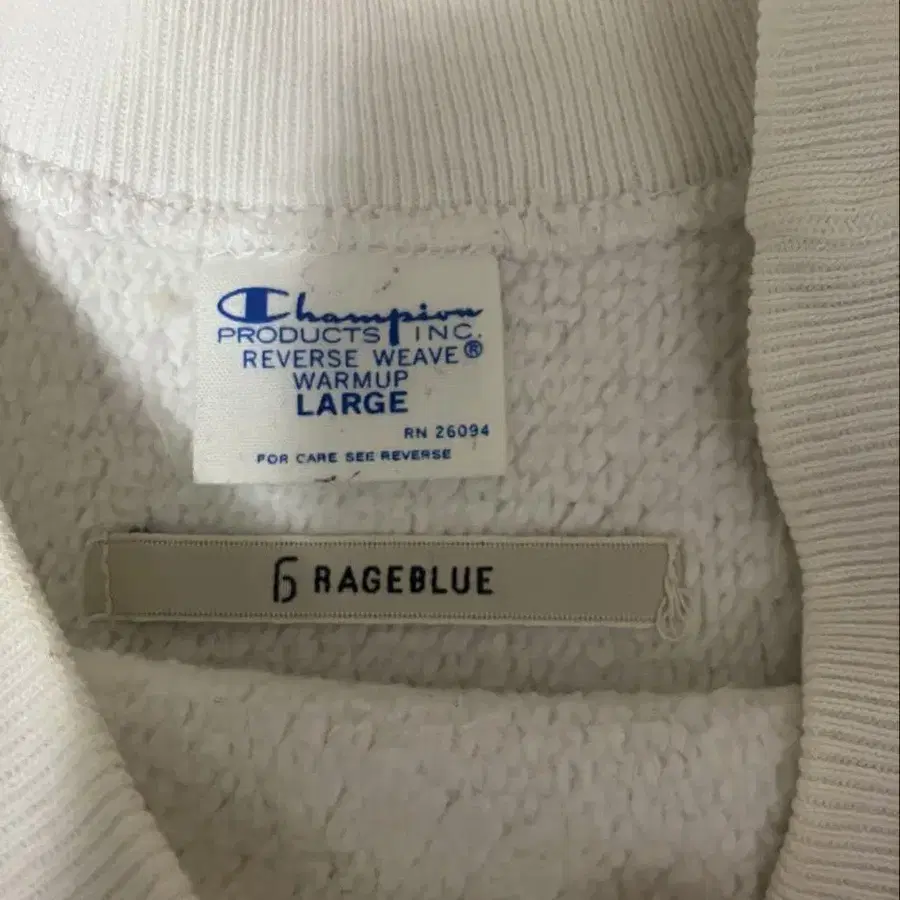 Champion
PRODUCTS INC.
REVERSE WEAVE®
WARMUP
LARGE
RN 26094
FOR CARE SEE REVERSE
RAGEBLUE